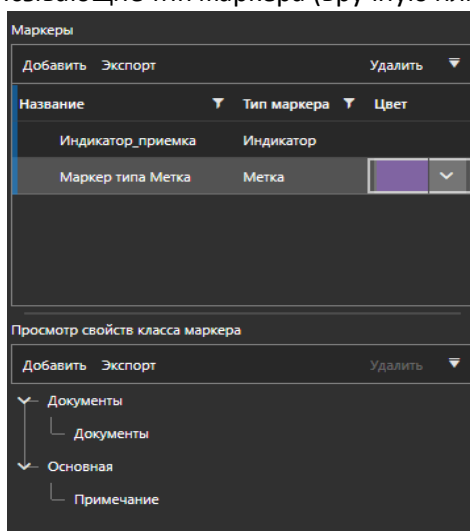 Маркеры
Добавить Экспорт Удалить
Название Тип маркера Цвет
Индикатор_приемка Индикатор
Маркер типа Метка Метка
Просмотр свойств класса маркера
Добавить Экспорт Удалить
Документы
Документы
Основная
Примечание